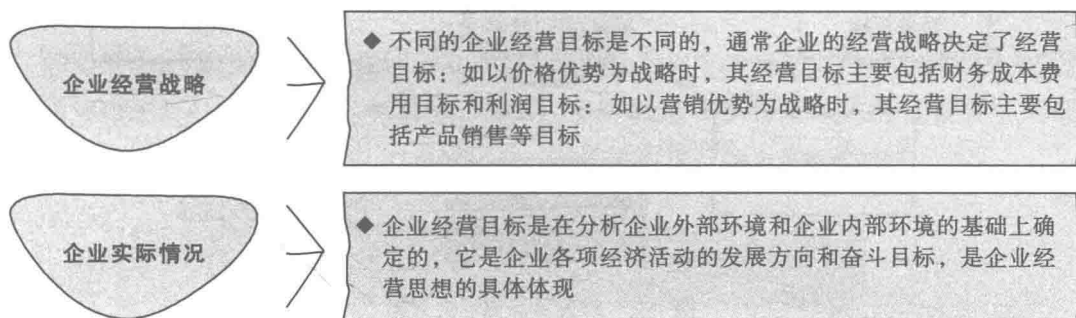 企业经营战略
◆ 不同的企业经营目标是不同的，通常企业的经营战略决定了经营
目标：如以价格优势为战略时，其经营目标主要包括财务成本费
用目标和利润目标；如以营销优势为战略时，其经营目标主要包
括产品销售等目标
企业实际情况
◆ 企业经营目标是在分析企业外部环境和企业内部环境的基础上确
定的，它是企业各项经济活动的发展方向和奋斗目标，是企业经
营思想的具体体现